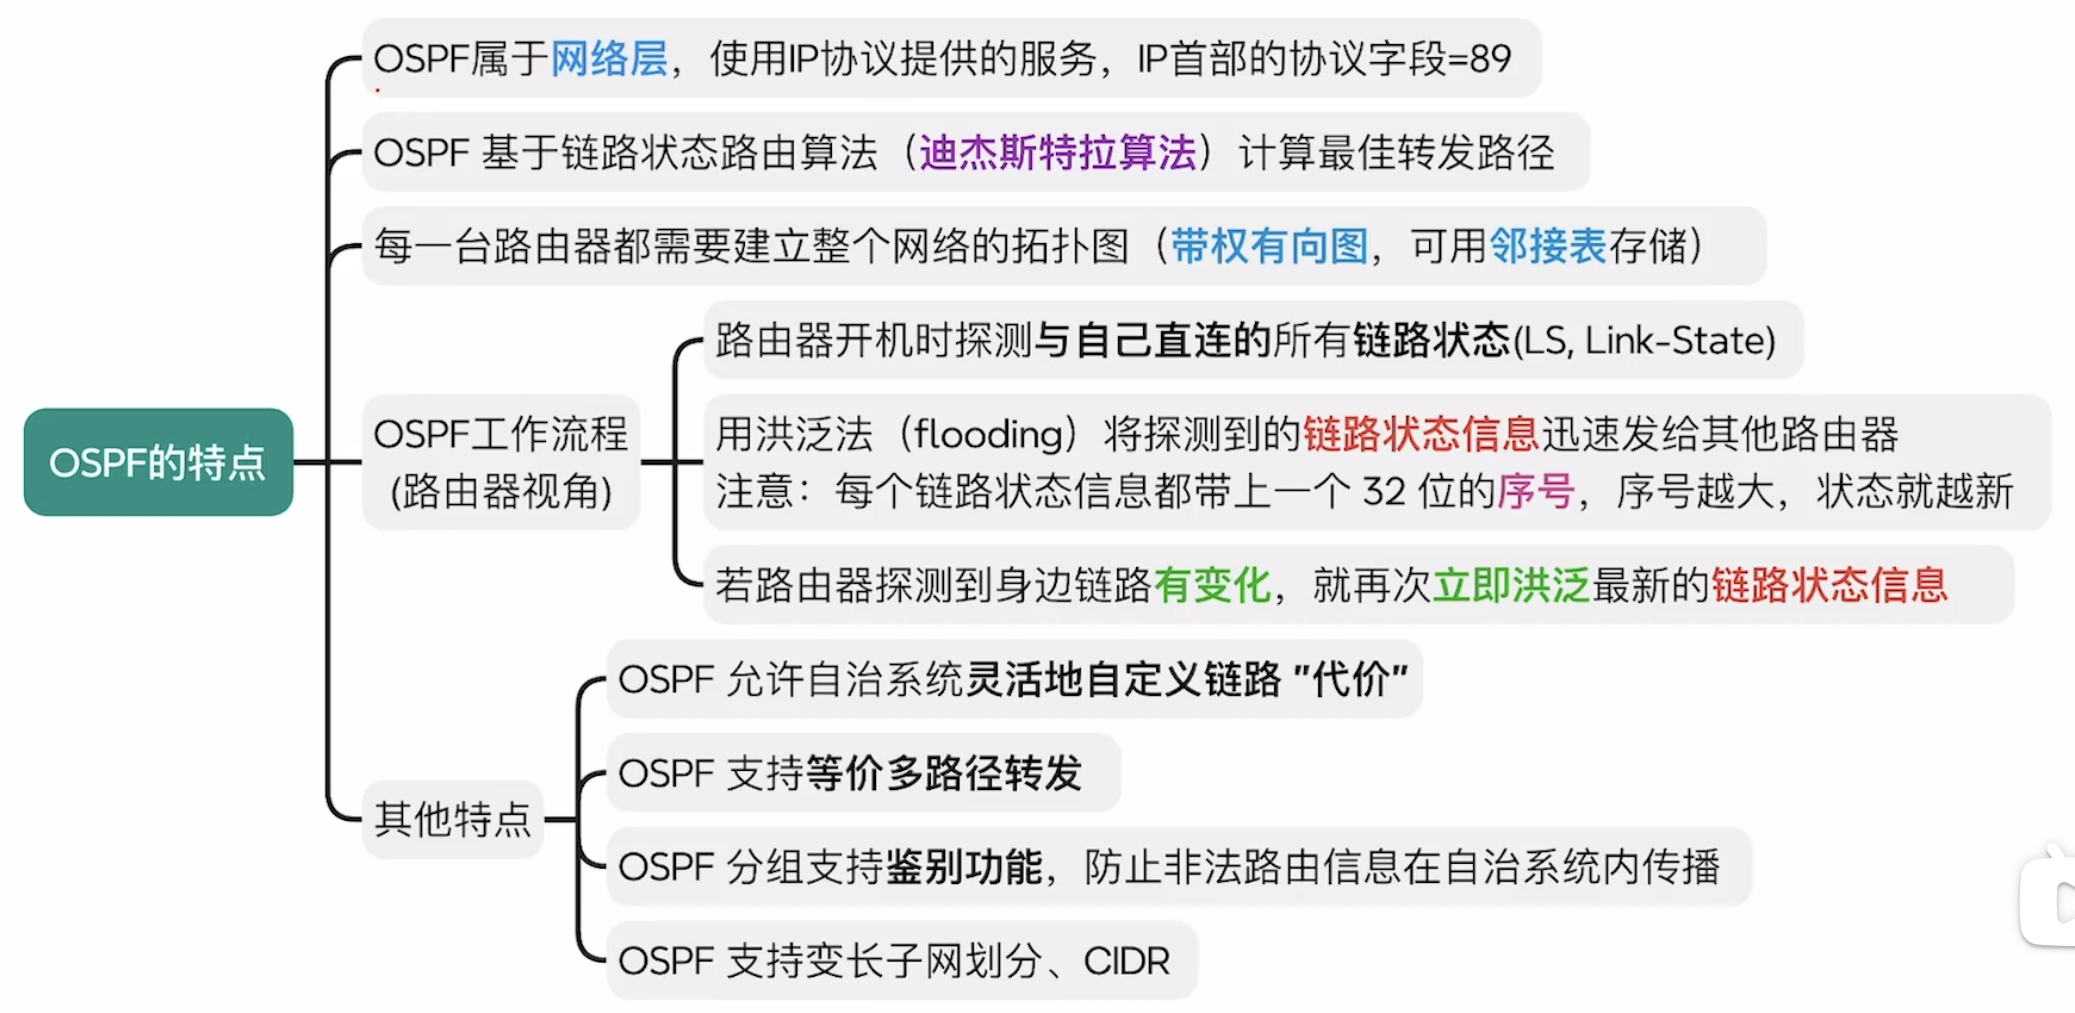 OSPF属于网络层，使用IP协议提供的服务，IP首部的协议字段=89
OSPF 基于链路状态路由算法（迪杰斯特拉算法）计算最佳转发路径
每一台路由器都需要建立整个网络的拓扑图（带权有向图，可用邻接表存储）
OSPF的特点
OSPF工作流程
(路由器视角)
路由器开机时探测与自己直连的所有链路状态(LS, Link-State)
用洪泛法（flooding）将探测到的链路状态信息迅速发给其他路由器
注意：每个链路状态信息都带上一个 32 位的序号，序号越大，状态就越新
若路由器探测到身边链路有变化，就再次立即洪泛最新的链路状态信息
其他特点
OSPF 允许自治系统灵活地自定义链路 "代价"
OSPF 支持等价多路径转发
OSPF 分组支持鉴别功能，防止非法路由信息在自治系统内传播
OSPF 支持变长子网划分、CIDR